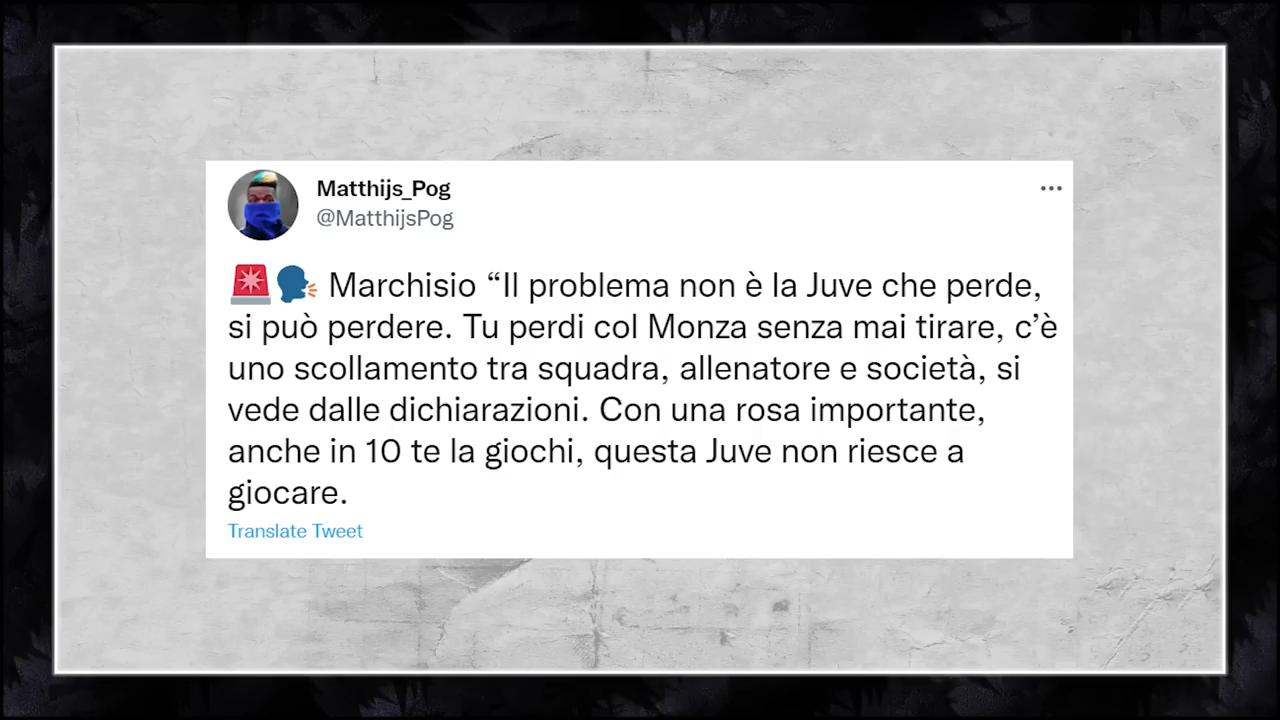 Matthijs_Pog
@MatthijsPog
🚨🗣️ Marchisio “Il problema non è la Juve che perde,
si può perdere. Tu perdi col Monza senza mai tirare, c’è
uno scollamento tra squadra, allenatore e società, si
vede dalle dichiarazioni. Con una rosa importante,
anche in 10 te la giochi, questa Juve non riesce a
giocare.
Translate Tweet